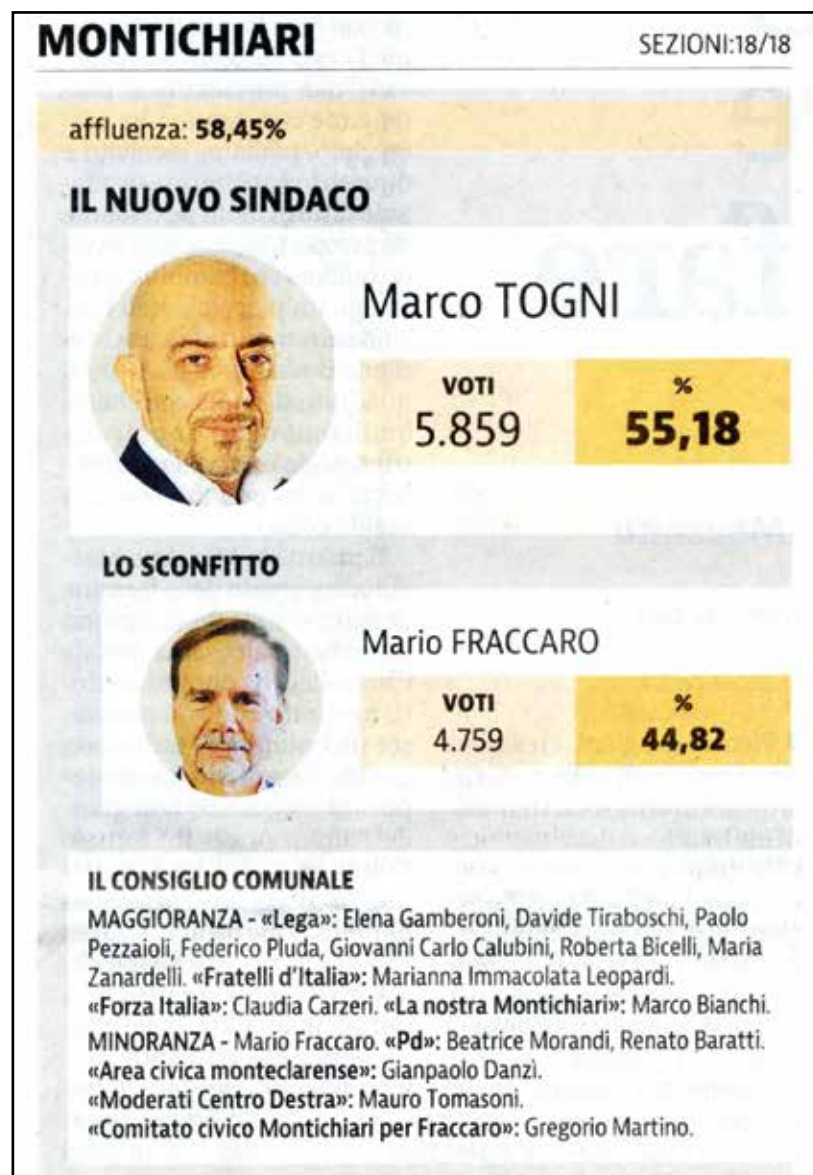 MONTICHIARI
SEZIONI:18/18
affluenza: 58,45%
IL NUOVO SINDACO
Marco TOGNI
VOTI
5.859
%
55,18
LO SCONFITTO
Mario FRACCARO
VOTI
4.759
%
44,82
IL CONSIGLIO COMUNALE
MAGGIORANZA - «Lega»: Elena Gamberoni, Davide Tiraboschi, Paolo
Pezzaioli, Federico Pluda, Giovanni Carlo Calubini, Roberta Bicelli, Maria
Zanardelli. «Fratelli d'Italia»: Marianna Immacolata Leopardi.
«Forza Italia»: Claudia Carzeri. «La nostra Montichiari»: Marco Bianchi.
MINORANZA - Mario Fraccaro. «Pd»: Beatrice Morandi, Renato Baratti.
«Area civica monteclarense»: Gianpaolo Danzì.
«Moderati Centro Destra»: Mauro Tomasoni.
«Comitato civico Montichiari per Fraccaro»: Gregorio Martino.